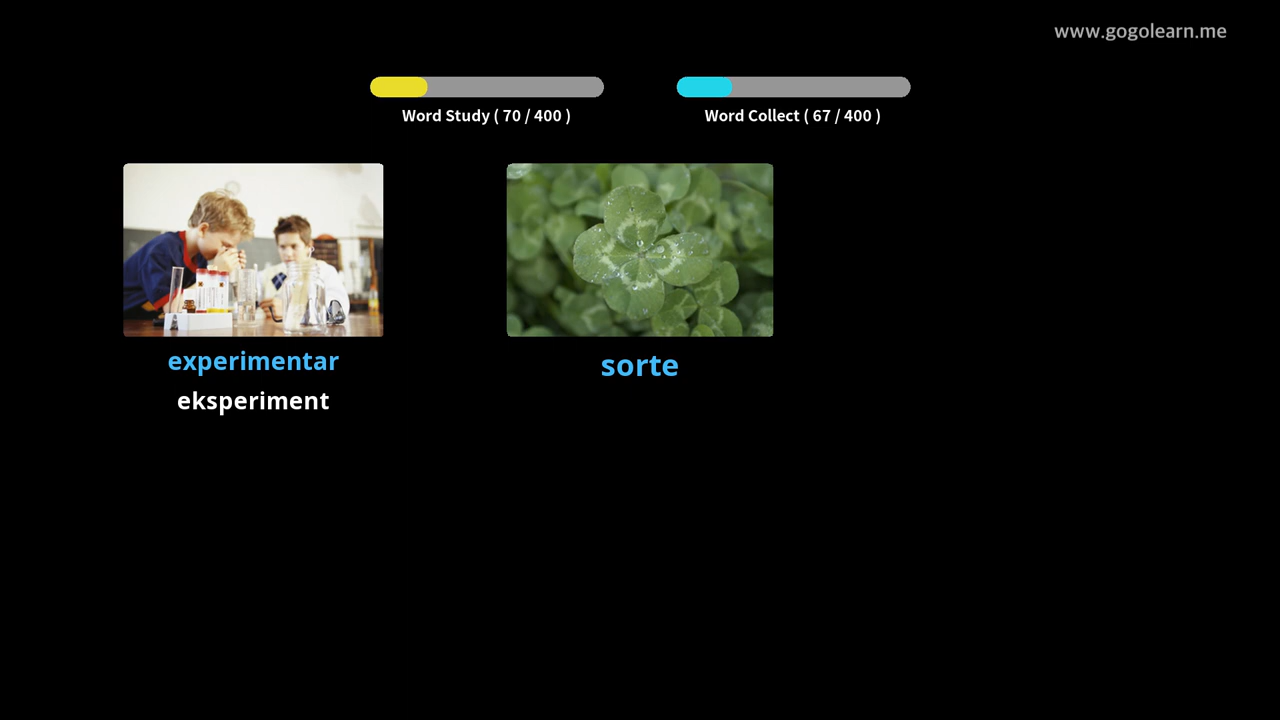 www.gogolearn.me
Word Study ( 70 / 400 )
Word Collect ( 67 / 400 )
experimentar
eksperiment
sorte